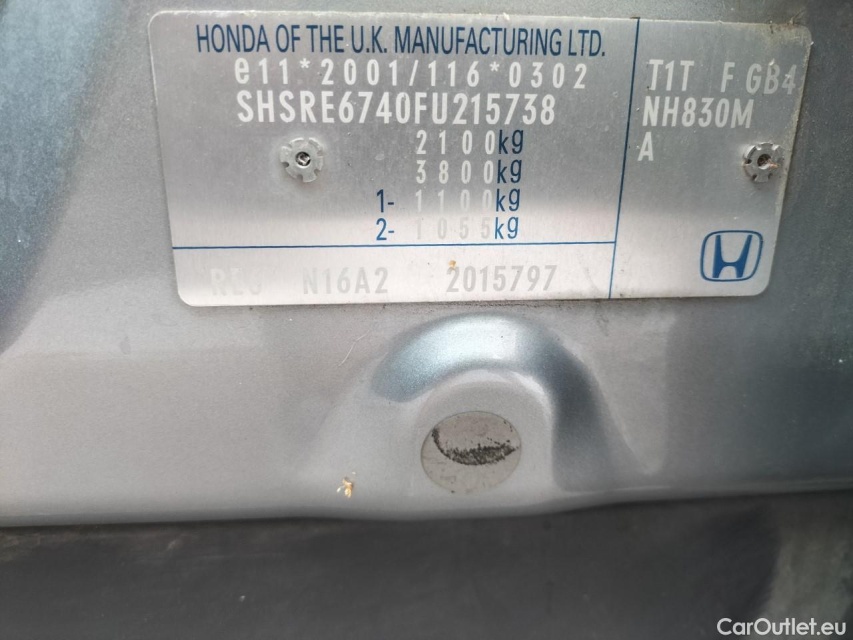 HONDA OF THE U.K. MANUFACTURING LTD.
e11*2001/116*0302
SHSRE6740FU215738
2100kg
3800kg
1- 1100kg
2- 1055kg
N16A2 2015797
T1T F GB4
NH830M
A
CarOutlet.eu